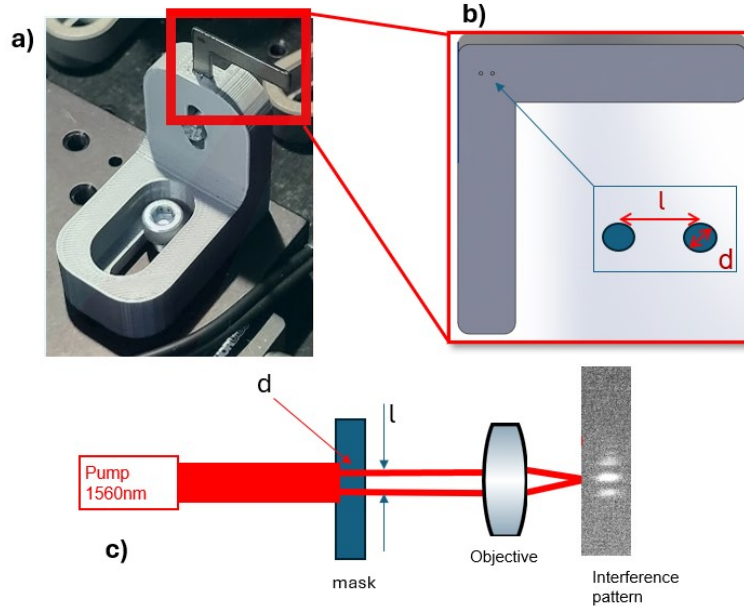 a)
b)
l
d
d
l
Pump
1560nm
c)
mask
Objective
Interference
pattern